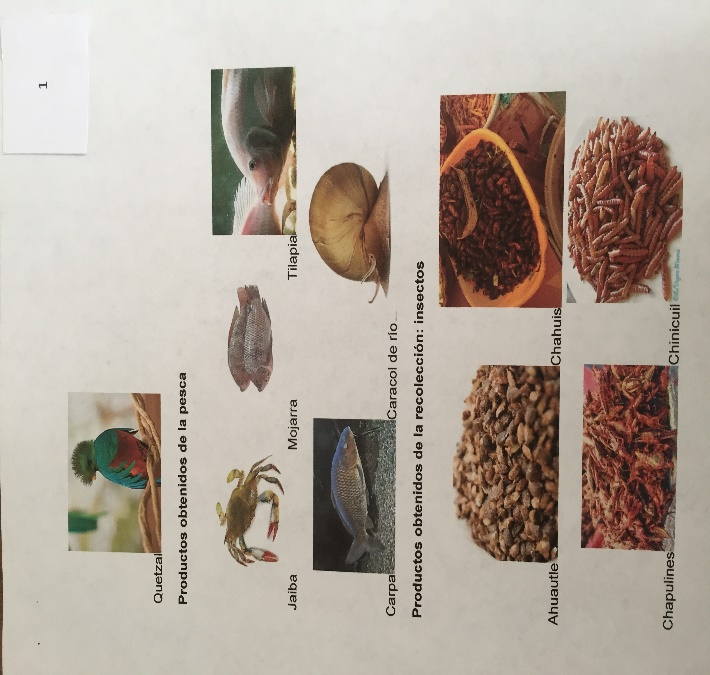 1
Quetzal
Productos obtenidos de la pesca
Jaiba Mojarra Tilapia
Carpa Caracol de río
Productos obtenidos de la recolección: insectos
Ahuautle Chahuis
Chapulines Chinicuil